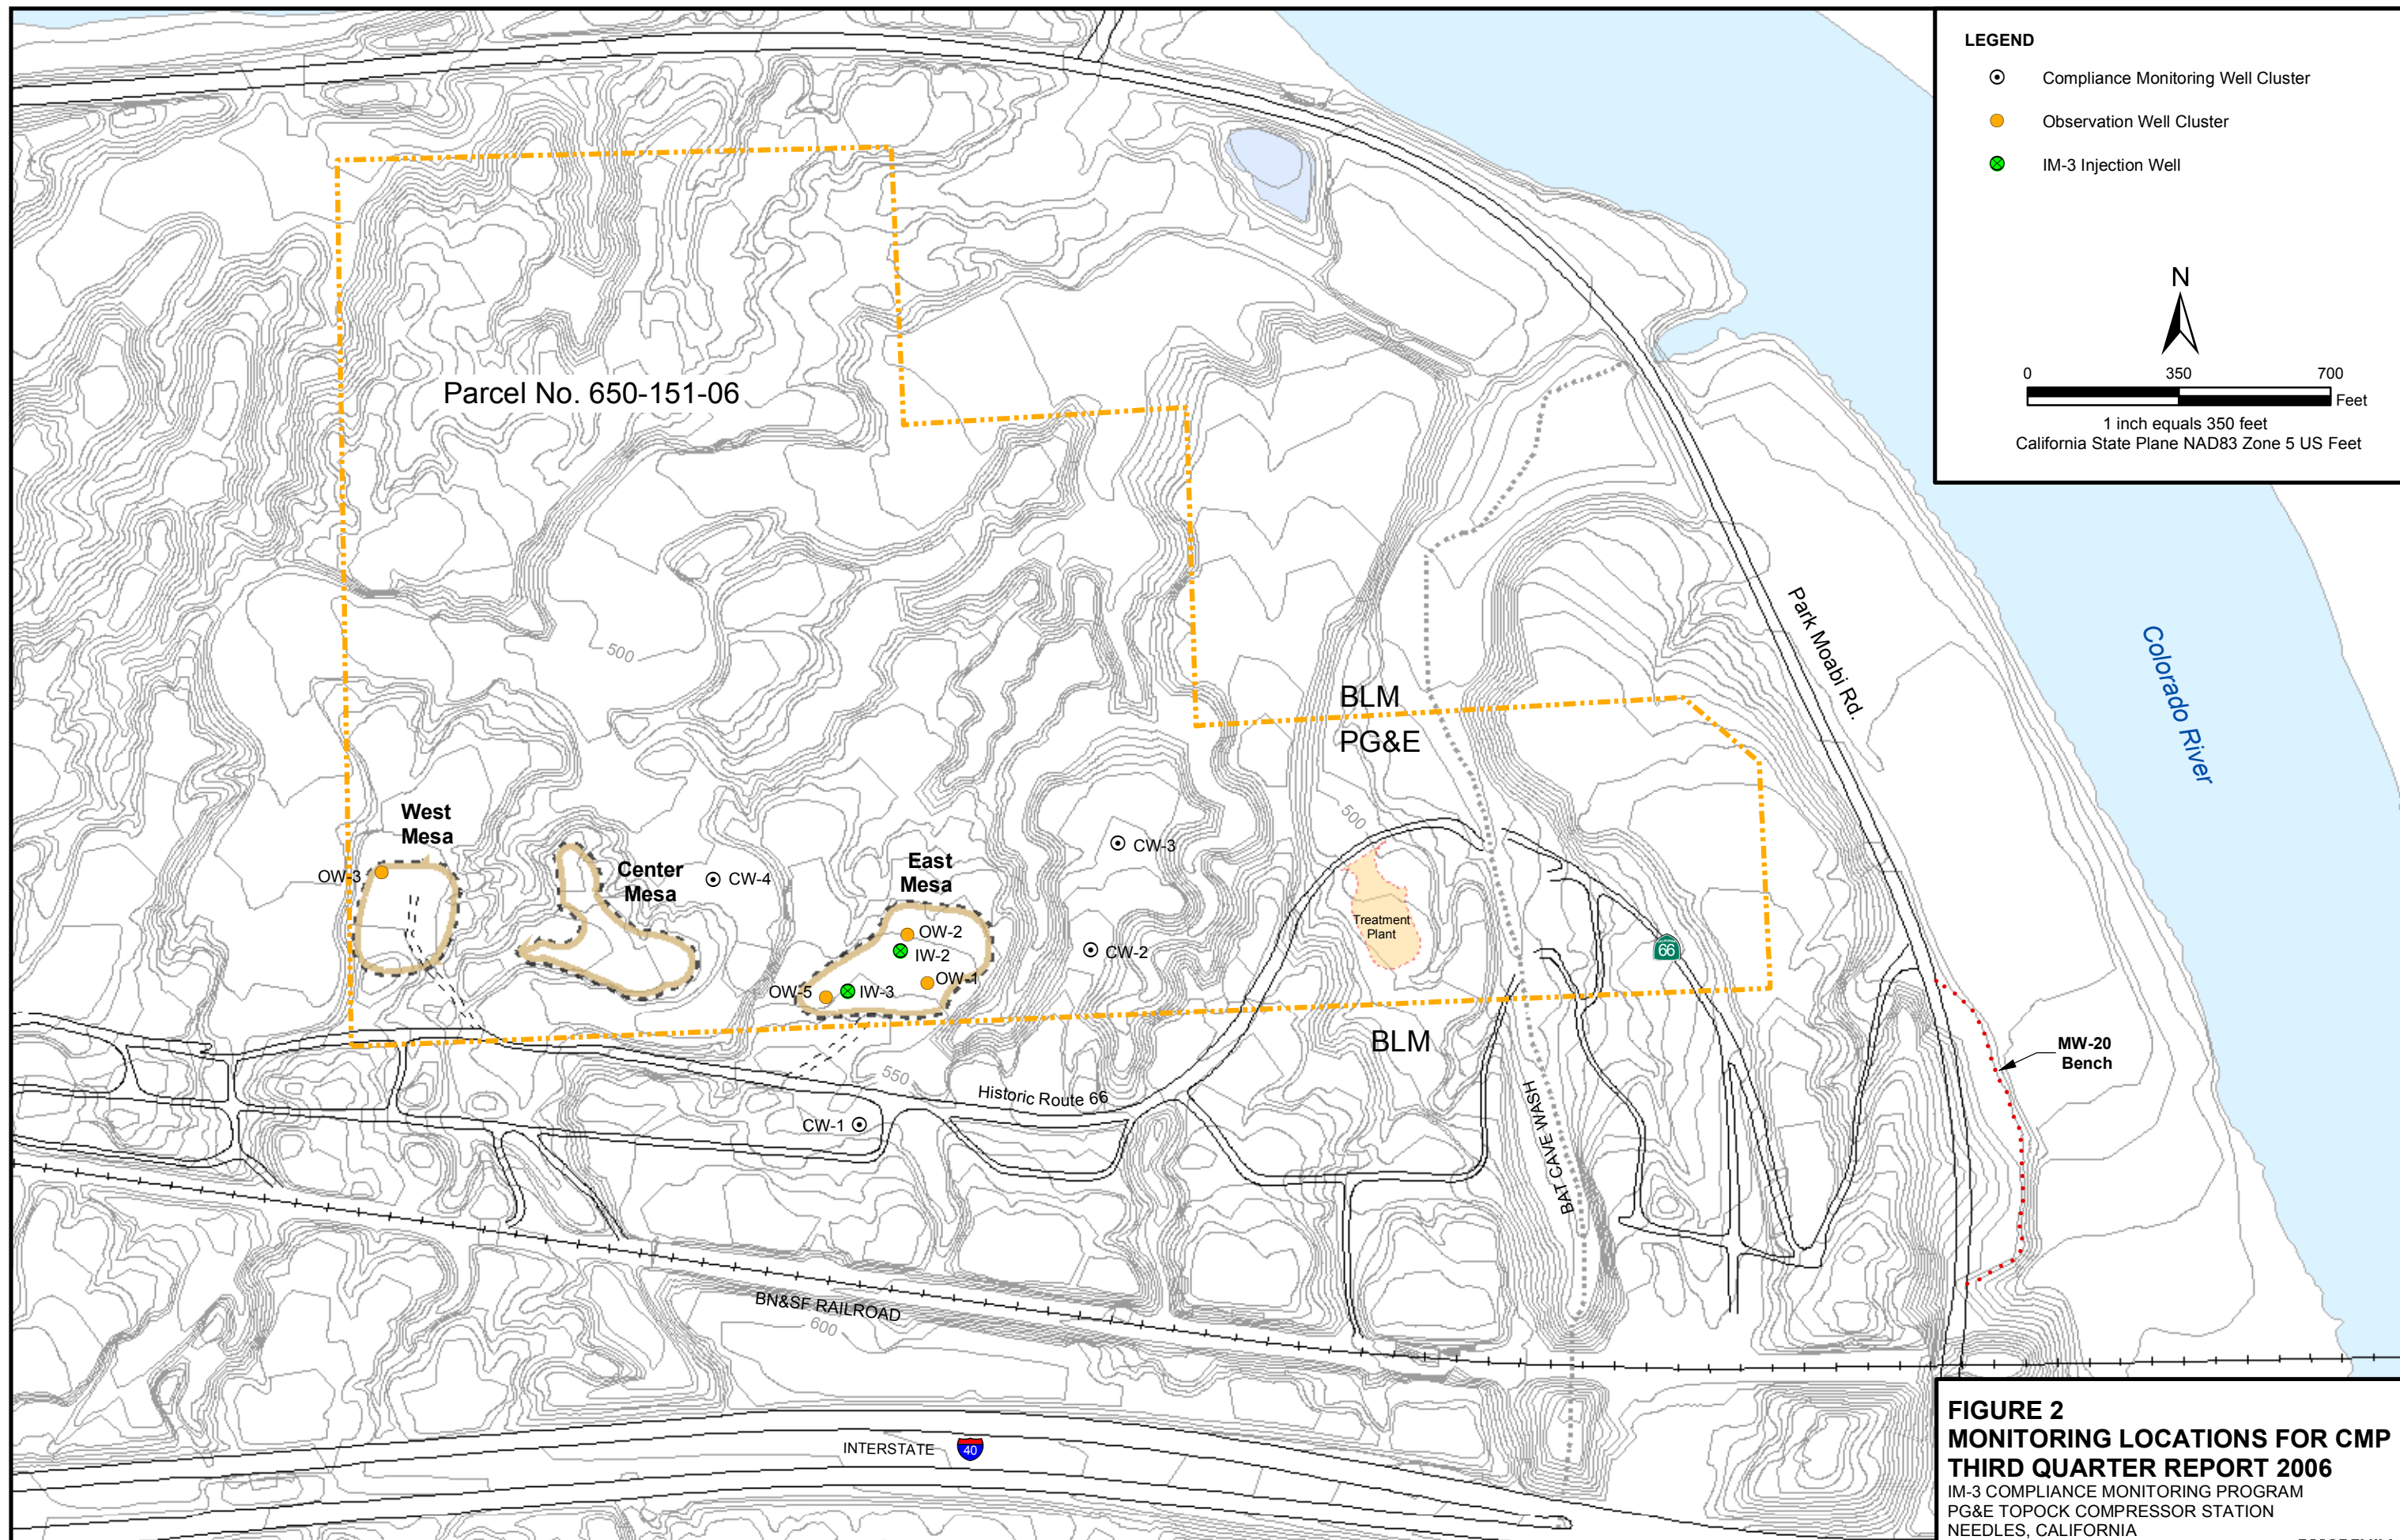 LEGEND
Compliance Monitoring Well Cluster
Observation Well Cluster
IM-3 Injection Well
N
0 350 700
Feet
1 inch equals 350 feet
California State Plane NAD83 Zone 5 US Feet
Parcel No. 650-151-06
500
Park Moabi Rd.
Colorado River
BLM
PG&E
West
Mesa
OW-3
Center
Mesa
CW-4
East
Mesa
OW-2
IW-2
OW-1
OW-5
IW-3
CW-3
CW-2
500
Treatment
Plant
66
BLM
MW-20
Bench
550
Historic Route 66
CW-1
BAT CAVE WASH
BN&SF RAILROAD
600
INTERSTATE 40
FIGURE 2
MONITORING LOCATIONS FOR CMP
THIRD QUARTER REPORT 2006
IM-3 COMPLIANCE MONITORING PROGRAM
PG&E TOPOCK COMPRESSOR STATION
NEEDLES, CALIFORNIA